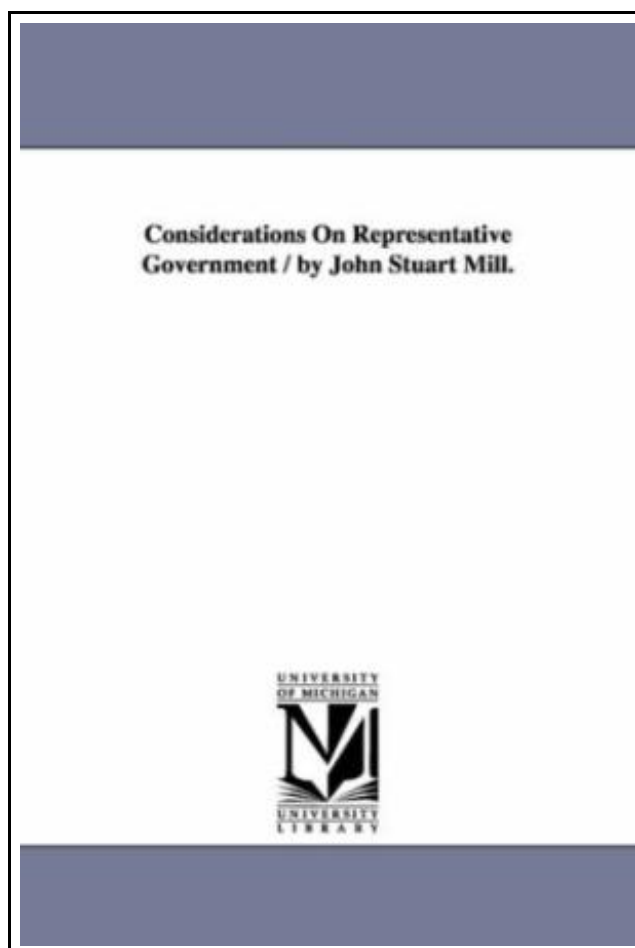 Considerations On Representative
Government / by John Stuart Mill.
UNIVERSITY
OF MICHIGAN
UNIVERSITY
LIBRARY